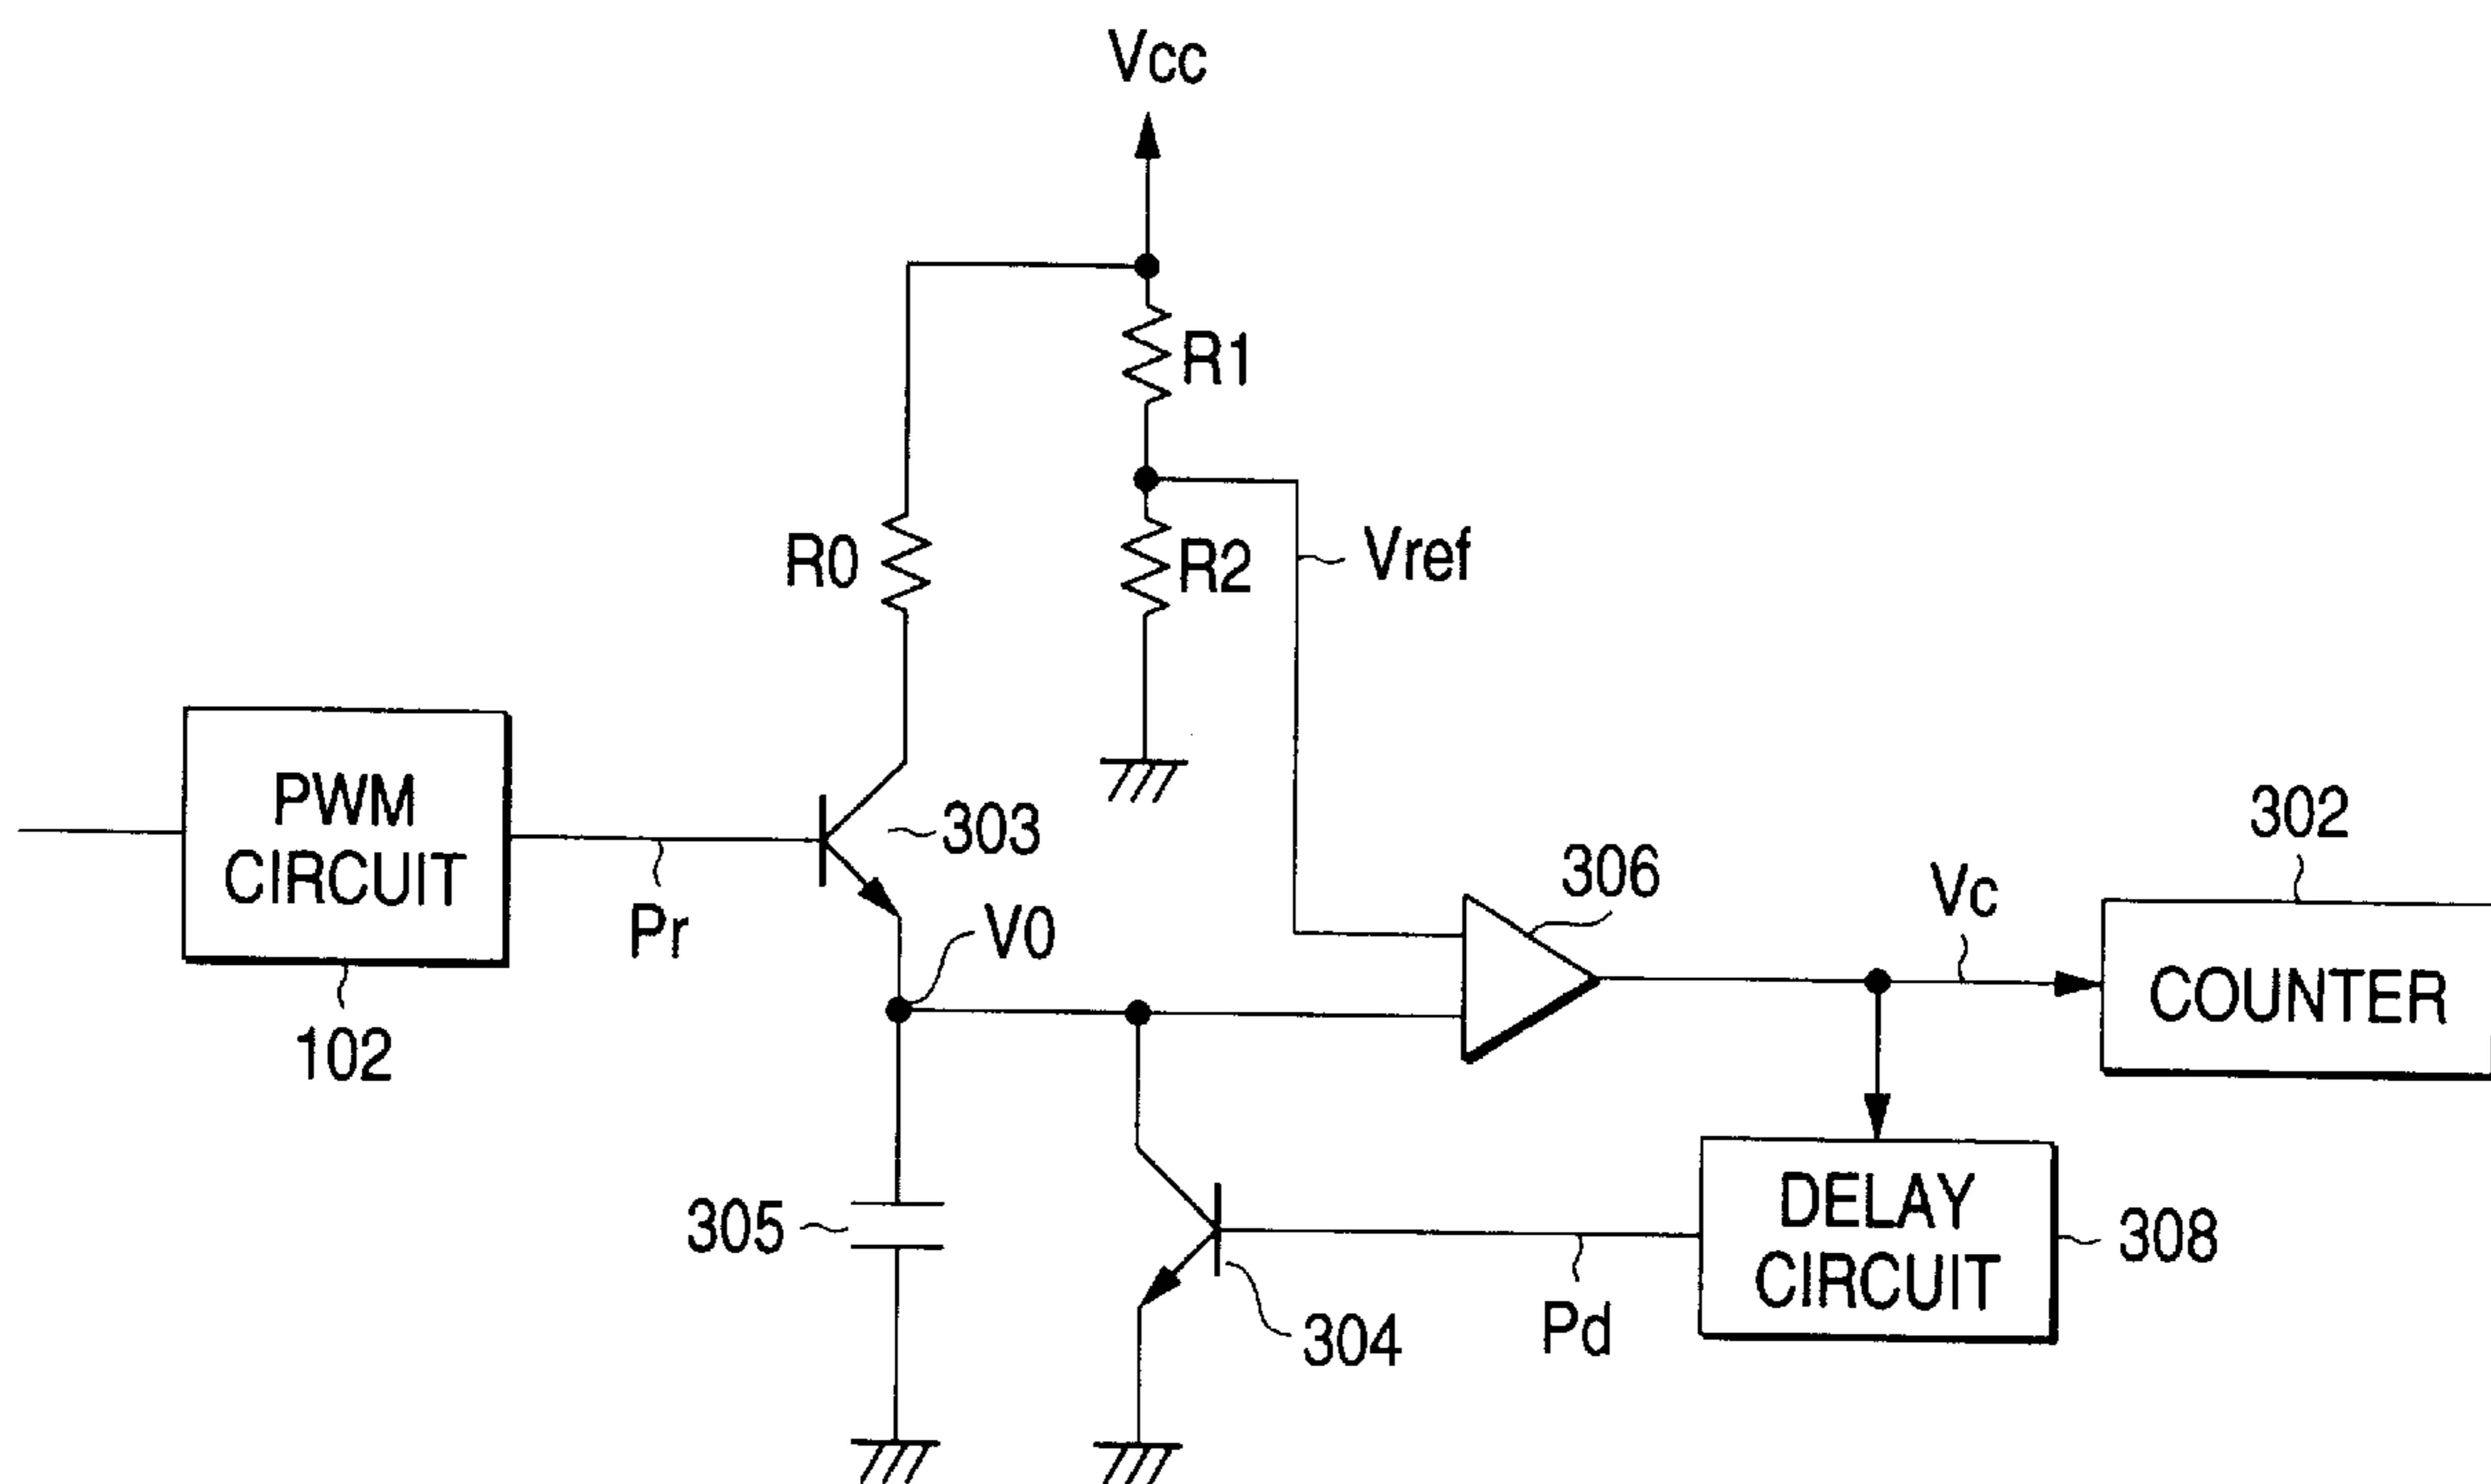 Vcc
R1
R0
R2
Vref
PWM
CIRCUIT
303
302
306
Vc
Pr
V0
COUNTER
102
305
DELAY
CIRCUIT
308
304
Pd